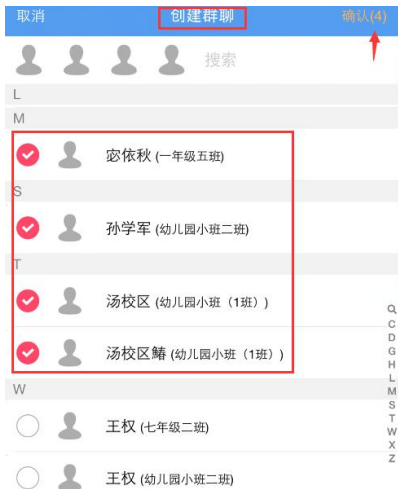 取消
创建群聊
确认(4)
搜索
L
M
宓依秋 (一年级五班)
S
孙学军 (幼儿园小班二班)
T
汤校区 (幼儿园小班（1班）)
汤校区鰆 (幼儿园小班（1班）)
W
王权 (七年级二班)
王权 (幼儿园小班二班)
C
D
G
H
L
M
S
T
W
X
Z